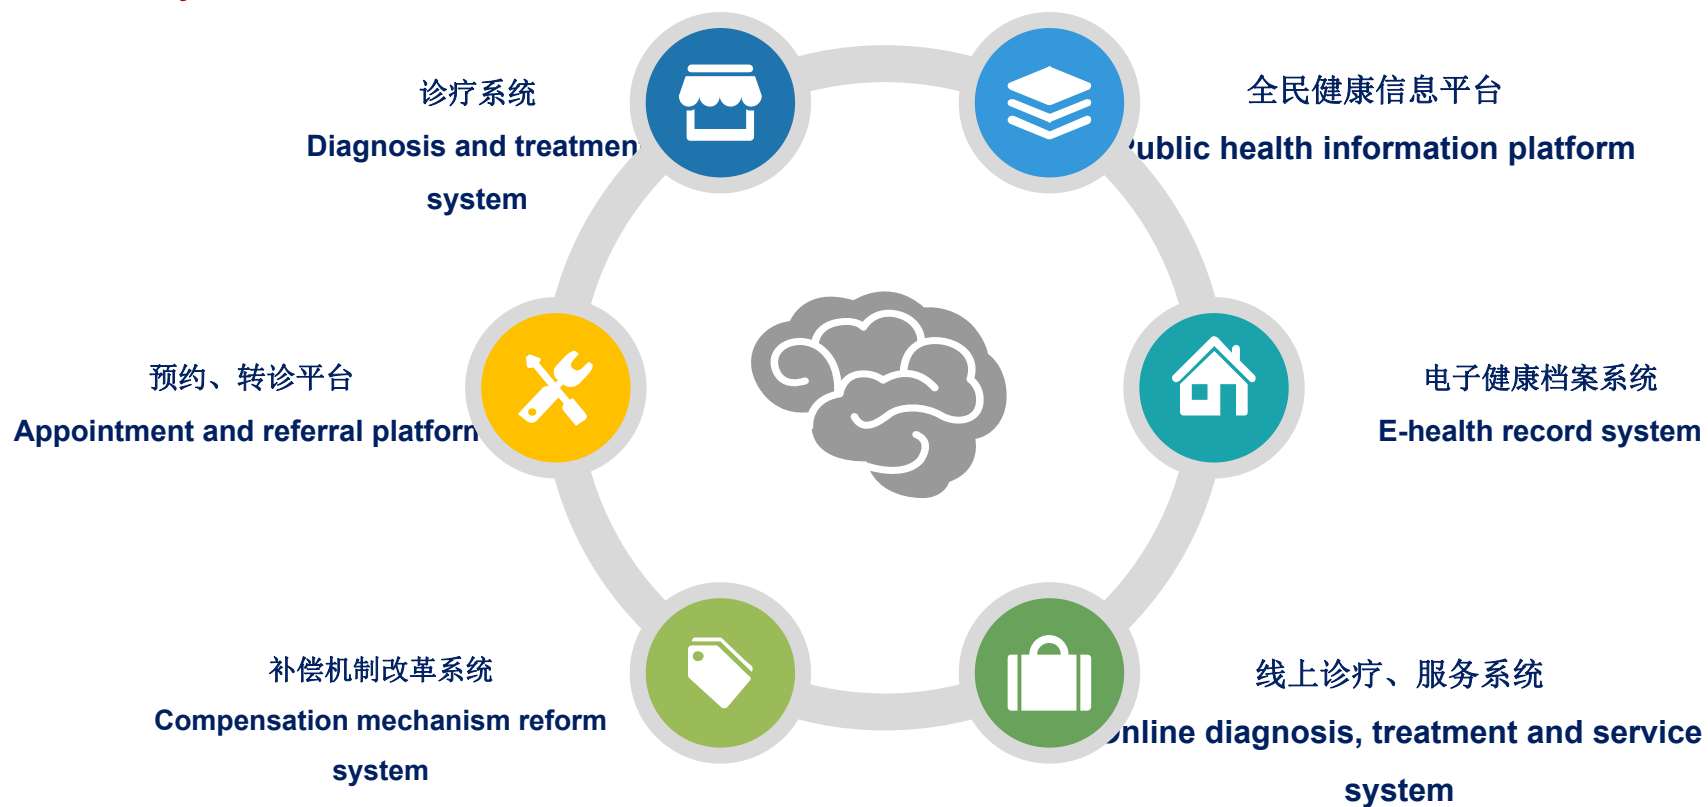 诊疗系统
Diagnosis and treatmen
system
全民健康信息平台
ublic health information platform
预约、转诊平台
Appointment and referral platform
电子健康档案系统
E-health record system
补偿机制改革系统
Compensation mechanism reform
system
线上诊疗、服务系统
nline diagnosis, treatment and service
system